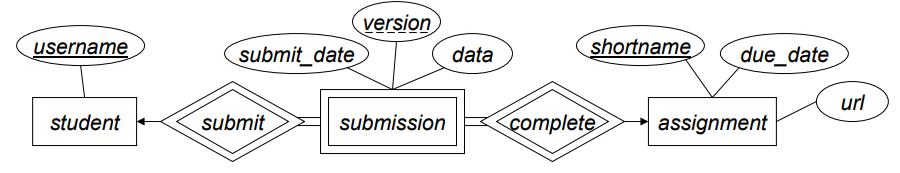 version
username
submit_date
data
shortname
due_date
url
student
submit
submission
complete
assignment